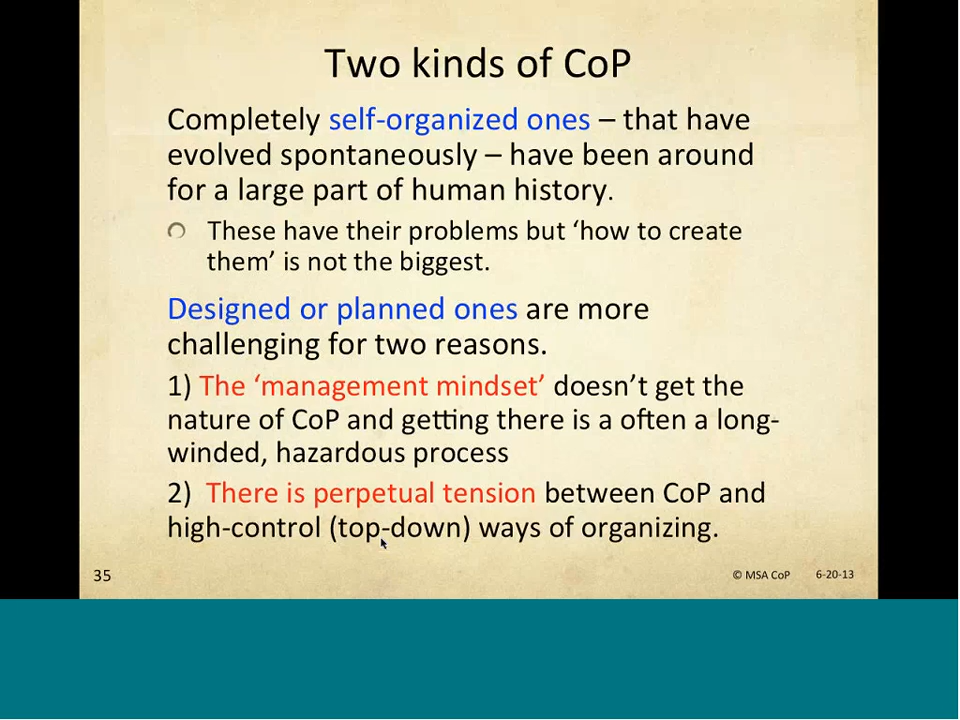 Two kinds of CoP
Completely self-organized ones – that have
evolved spontaneously – have been around
for a large part of human history.
These have their problems but ‘how to create
them’ is not the biggest.
Designed or planned ones are more
challenging for two reasons.
1) The ‘management mindset’ doesn’t get the
nature of CoP and getting there is a often a long-
winded, hazardous process
2) There is perpetual tension between CoP and
high-control (top-down) ways of organizing.
35 © MSA CoP 6-20-13